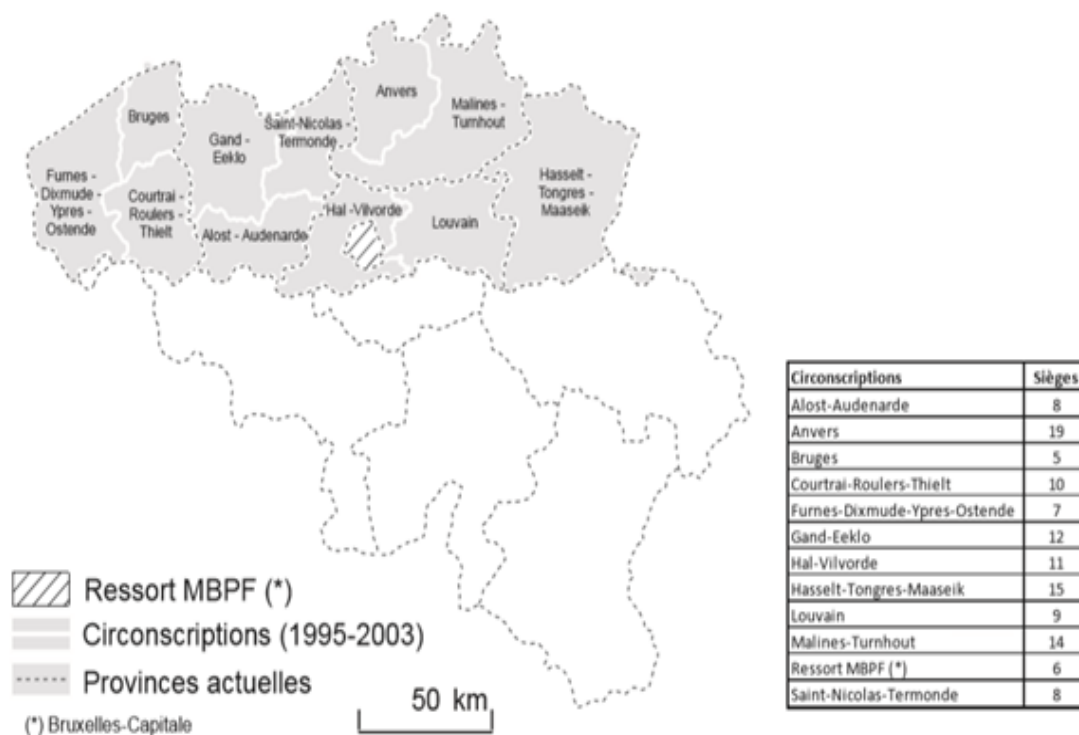 Anvers
Malines -
Turnhout
Bruges
Saint-Nicolas -
Termonde
Gand -
Eeklo
Hasselt -
Tongres -
Maaseik
Furnes -
Dixmude -
Ypres -
Ostende
Courtrai -
Roulers -
Thielt
Hal -Vilvorde
Louvain
Alost - Audenarde
Ressort MBPF (*)
Circonscriptions (1995-2003)
Provinces actuelles
50 km
(*) Bruxelles-Capitale
Circonscriptions Sièges
Alost-Audenarde 8
Anvers 19
Bruges 5
Courtrai-Roulers-Thielt 10
Furnes-Dixmude-Ypres-Ostende 7
Gand-Eeklo 12
Hal-Vilvorde 11
Hasselt-Tongres-Maaseik 15
Louvain 9
Malines-Turnhout 14
Ressort MBPF (*) 6
Saint-Nicolas-Termonde 8